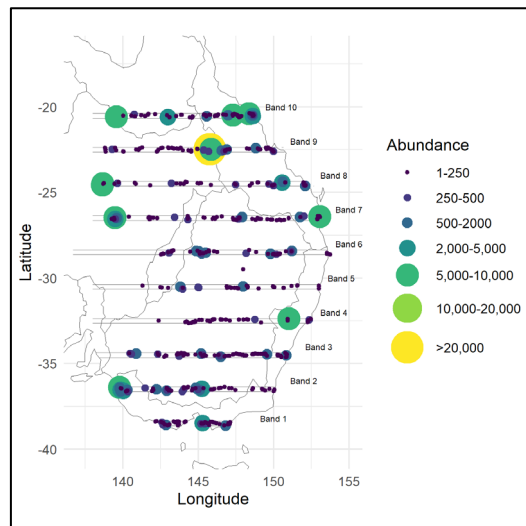 -20
-25
-30
-35
-40
Latitude
Band 10
Band 9
Band 8
Band 7
Band 6
Band 5
Band 4
Band 3
Band 2
Band 1
140
145
150
155
Longitude
Abundance
1-250
250-500
500-2000
2,000-5,000
5,000-10,000
10,000-20,000
>20,000